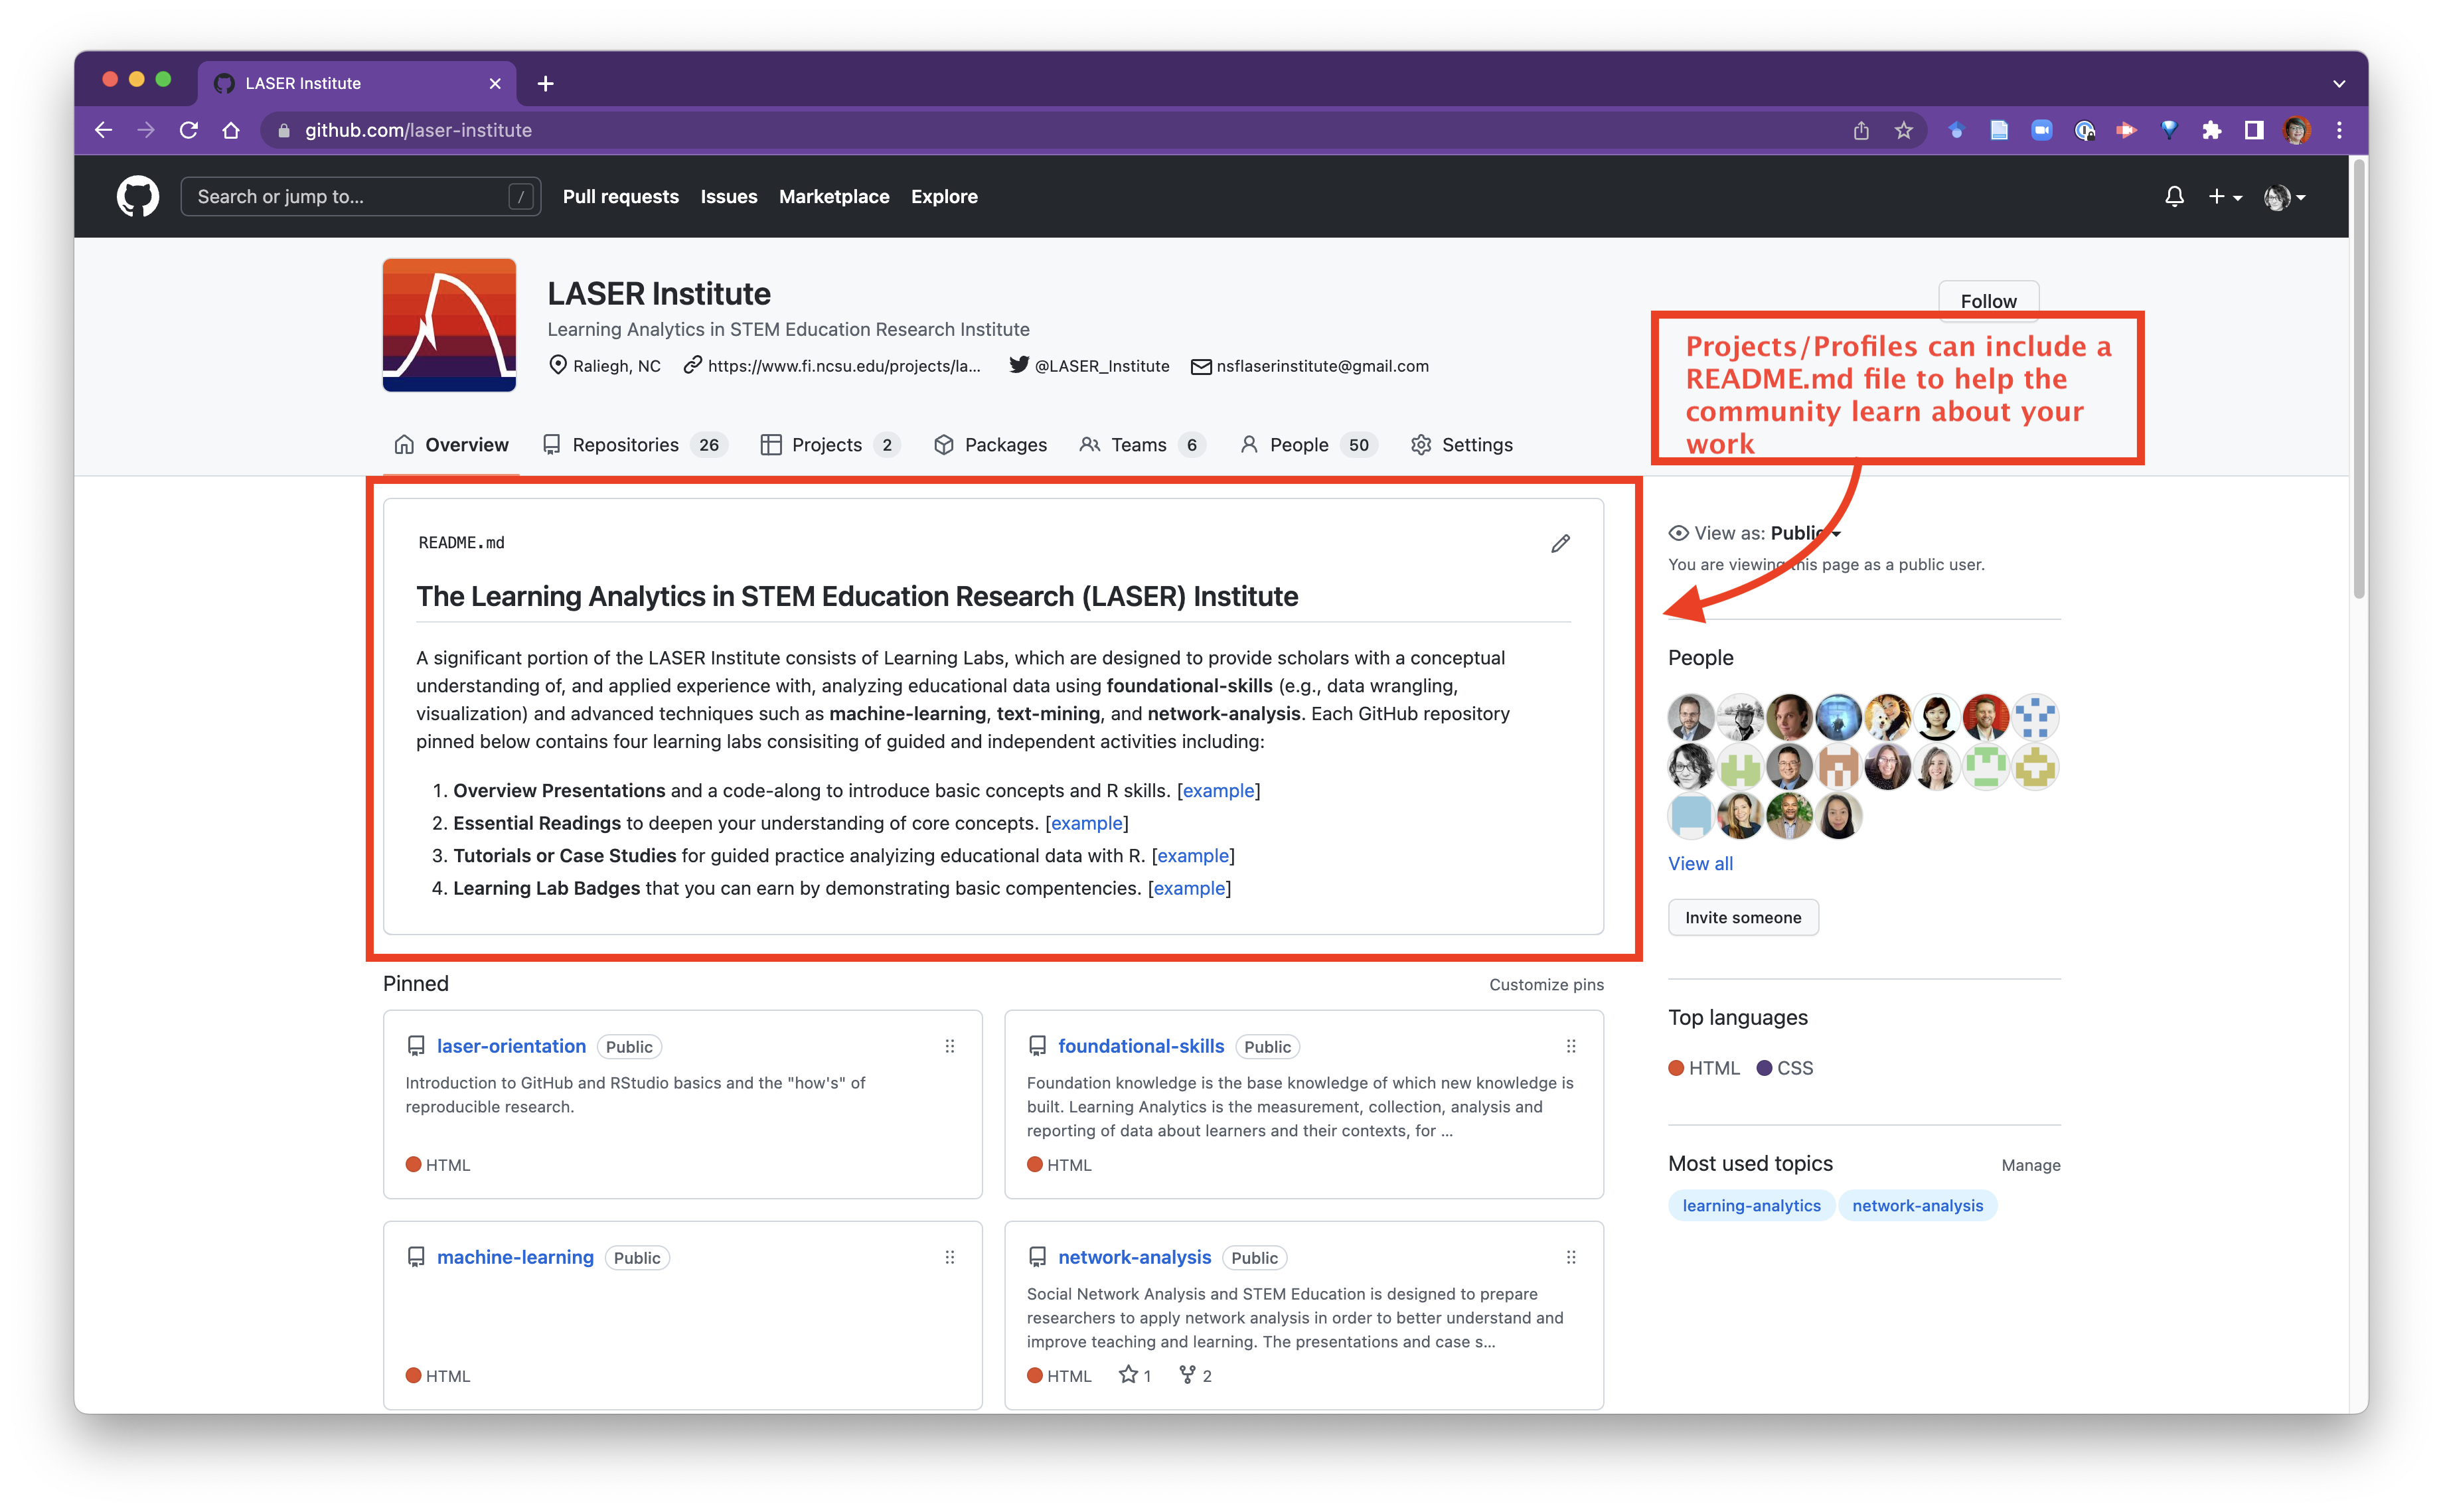 LASER Institute
github.com/laser-institute
Search or jump to... /
Pull requests Issues Marketplace Explore
LASER Institute
Learning Analytics in STEM Education Research Institute
Raliegh, NC https://www.fi.ncsu.edu/projects/la... @LASER_Institute nsflaserinstitute@gmail.com
Follow
Projects/Profiles can include a
README.md file to help the
community learn about your
work
Overview Repositories 26 Projects 2 Packages Teams 6 People 50 Settings
README.md
The Learning Analytics in STEM Education Research (LASER) Institute
A significant portion of the LASER Institute consists of Learning Labs, which are designed to provide scholars with a conceptual
understanding of, and applied experience with, analyzing educational data using foundational-skills (e.g., data wrangling,
visualization) and advanced techniques such as machine-learning, text-mining, and network-analysis. Each GitHub repository
pinned below contains four learning labs consisiting of guided and independent activities including:
1. Overview Presentations and a code-along to introduce basic concepts and R skills. [example]
2. Essential Readings to deepen your understanding of core concepts. [example]
3. Tutorials or Case Studies for guided practice analyizing educational data with R. [example]
4. Learning Lab Badges that you can earn by demonstrating basic compentencies. [example]
View as: Public
You are viewing this page as a public user.
People
View all
Invite someone
Top languages
HTML CSS
Most used topics Manage
learning-analytics network-analysis
Pinned Customize pins
laser-orientation Public
Introduction to GitHub and RStudio basics and the "how's" of
reproducible research.
HTML
foundational-skills Public
Foundation knowledge is the base knowledge of which new knowledge is
built. Learning Analytics is the measurement, collection, analysis and
reporting of data about learners and their contexts, for ...
HTML
machine-learning Public
HTML
network-analysis Public
Social Network Analysis and STEM Education is designed to prepare
researchers to apply network analysis in order to better understand and
improve teaching and learning. The presentations and case s...
HTML 1 2